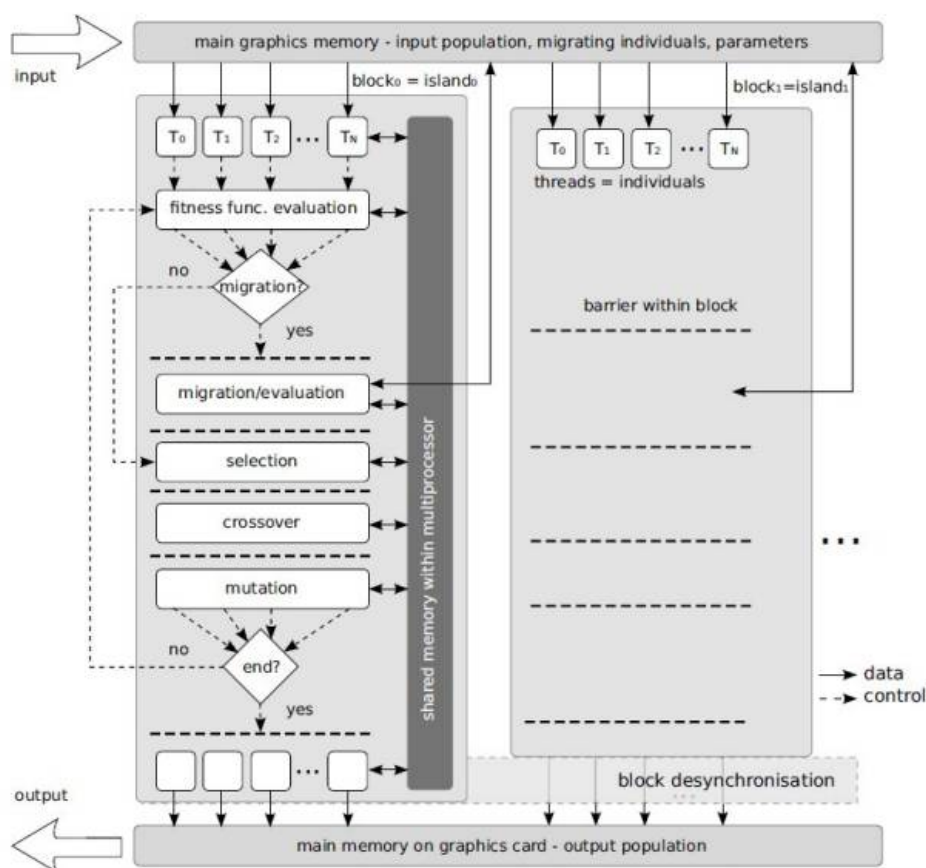 main graphics memory - input population, migrating individuals, parameters
input
block₀ = island₀
block₁=island₁
T₀ T₁ T₂ ... Tɴ
T₀ T₁ T₂ ... Tɴ
threads = individuals
fitness func. evaluation
no
migration?
yes
barrier within block
migration/evaluation
selection
crossover
mutation
shared memory within multiprocessor
...
no
end?
yes
data
control
...
block desynchronisation
...
output
main memory on graphics card - output population